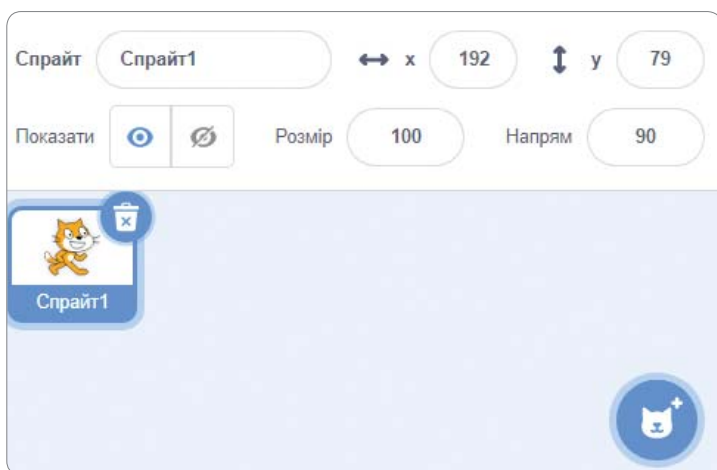 Спрайт Спрайт1 x 192 y 79
Показати Розмір 100 Напрям 90
Спрайт1